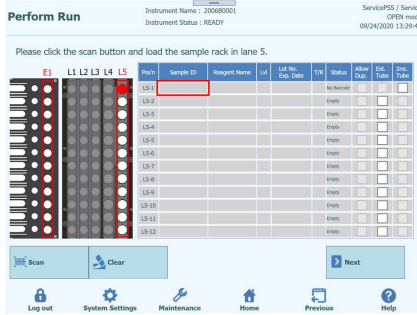 Perform Run
Instrument Name : 2006B0001
Instrument Status : READY
ServicePSS / Servic
OPEN mod
09/24/2020 13:29:4
Please click the scan button and load the sample rack in lane 5.
E1 L1 L2 L3 L4 L5
Pos'n Sample ID Reagent Name Lvl Lot No. Exp. Date T/R Status Allow Dup. Ext. Tube 2mL Tube
L5-1 No Barcode
L5-2 Empty
L5-3 Empty
L5-4 Empty
L5-5 Empty
L5-6 Empty
L5-7 Empty
L5-8 Empty
L5-9 Empty
L5-10 Empty
L5-11 Empty
L5-12 Empty
Scan Clear Next
Log out System Settings Maintenance Home Previous Help